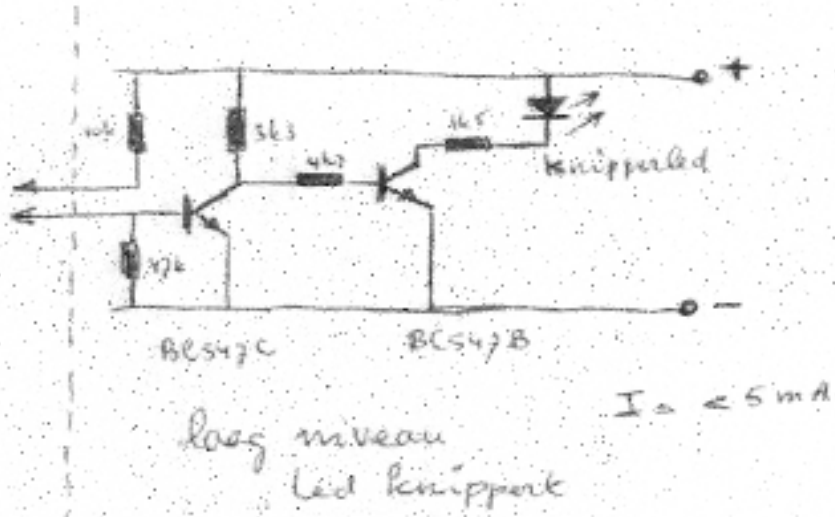 +
3k3
4k7
1k5
Knipperled
47k
-
BC547C
BC547B
I = < 5 mA
laag niveau
led knippert